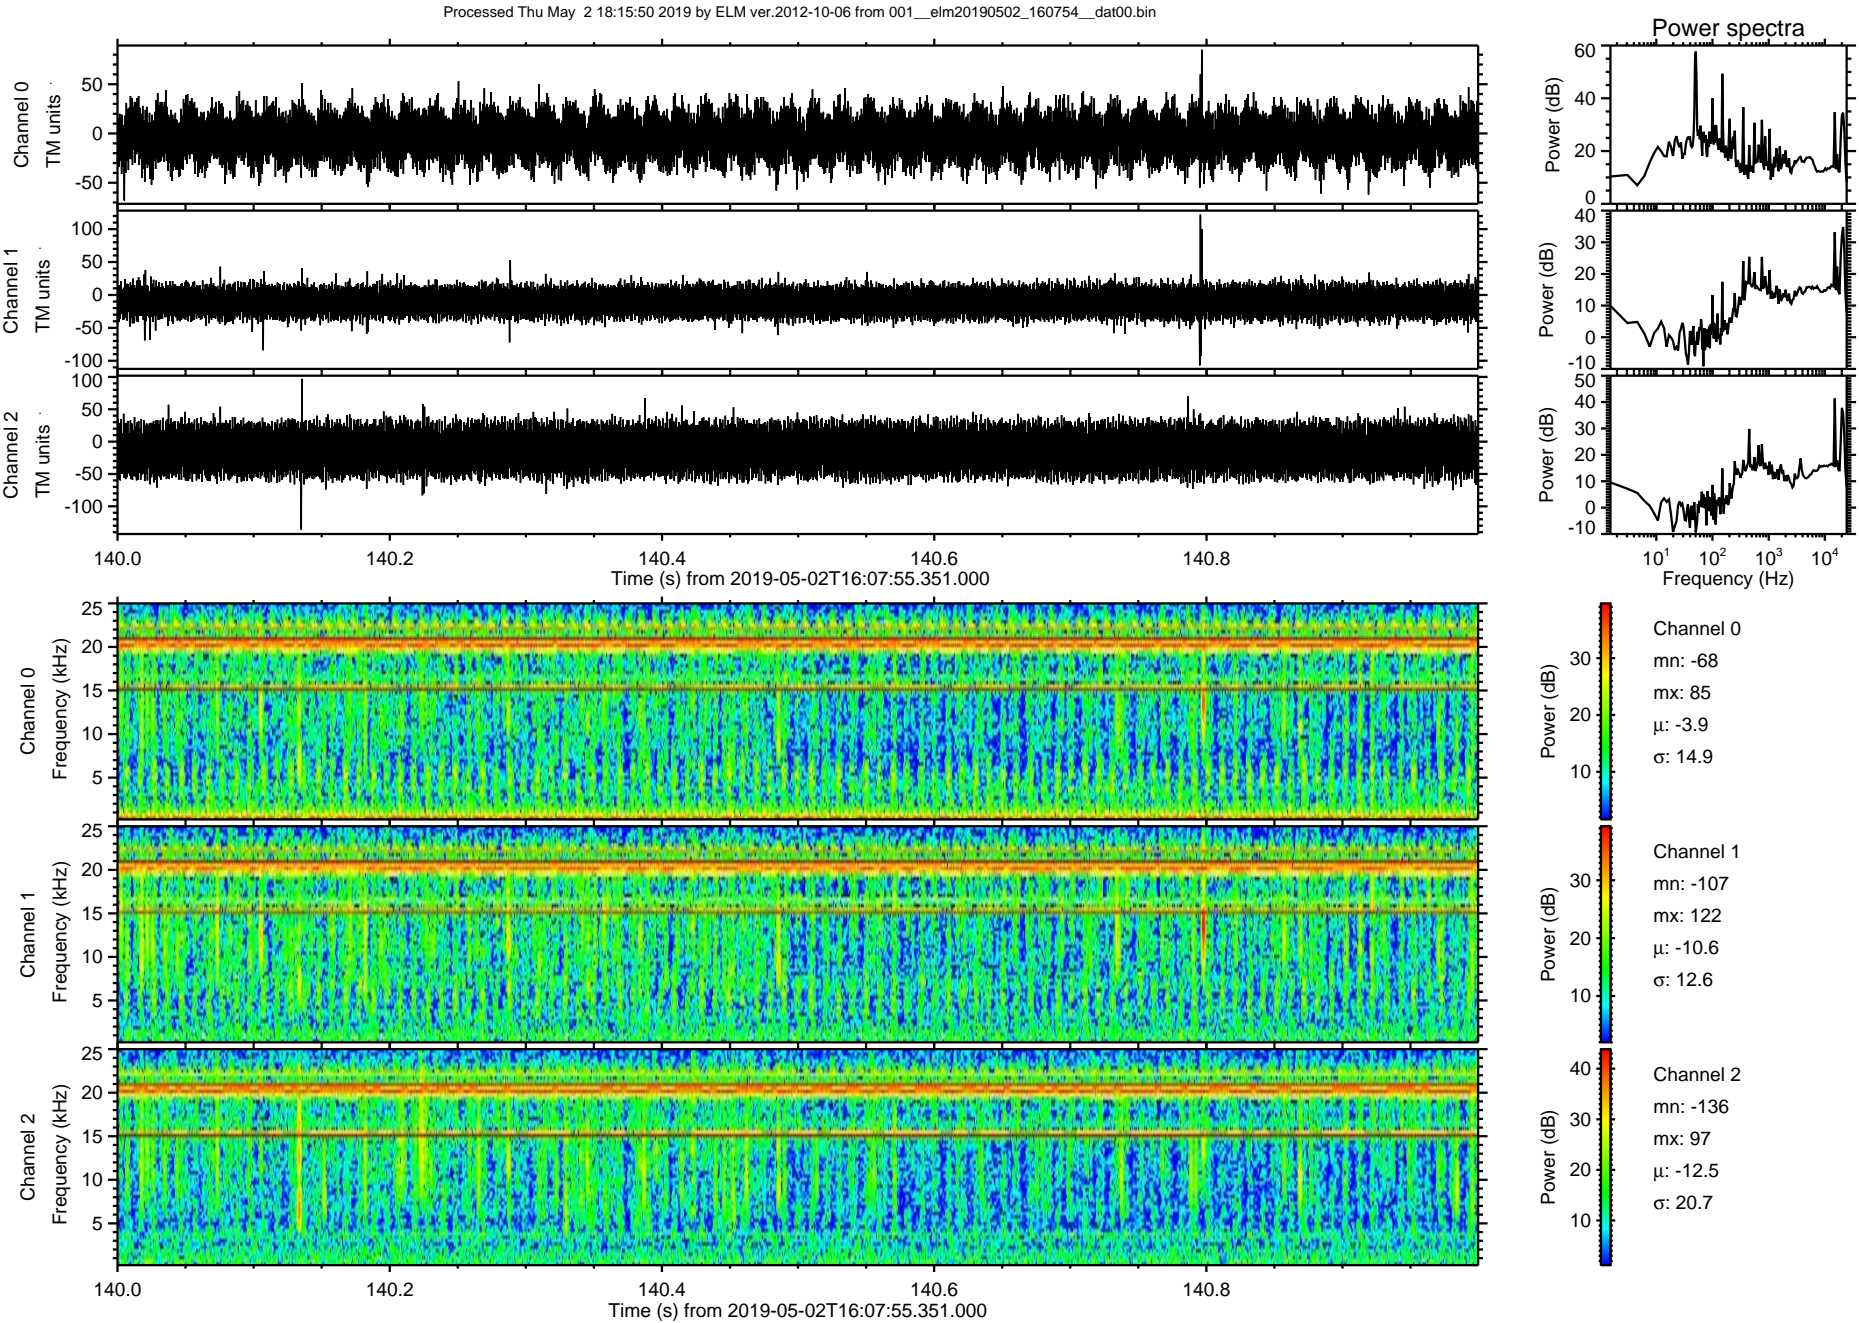 Processed Thu May  2 18:15:50 2019 by ELM ver.2012-10-06 from 001__elm20190502_160754__dat00.bin
Power spectra
Channel 0
TM units
50
0
-50
Power (dB)
60
40
20
0
Channel 1
TM units
100
50
0
-50
-100
Power (dB)
40
30
20
10
0
-10
Channel 2
TM units
100
50
0
-50
-100
Power (dB)
50
40
30
20
10
0
-10
140.0 140.2 140.4 140.6 140.8
Time (s) from 2019-05-02T16:07:55.351.000
10^1 10^2 10^3 10^4
Frequency (Hz)
Channel 0
Frequency (kHz)
25
20
15
10
5
Power (dB)
30
20
10
Channel 0
mn: -68
mx: 85
μ: -3.9
σ: 14.9
Channel 1
Frequency (kHz)
25
20
15
10
5
Power (dB)
30
20
10
Channel 1
mn: -107
mx: 122
μ: -10.6
σ: 12.6
Channel 2
Frequency (kHz)
25
20
15
10
5
Power (dB)
40
30
20
10
Channel 2
mn: -136
mx: 97
μ: -12.5
σ: 20.7
140.0 140.2 140.4 140.6 140.8
Time (s) from 2019-05-02T16:07:55.351.000